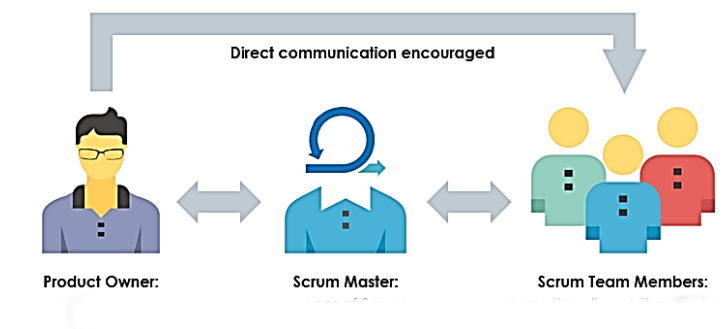 Direct communication encouraged
Product Owner:
Scrum Master:
Scrum Team Members: